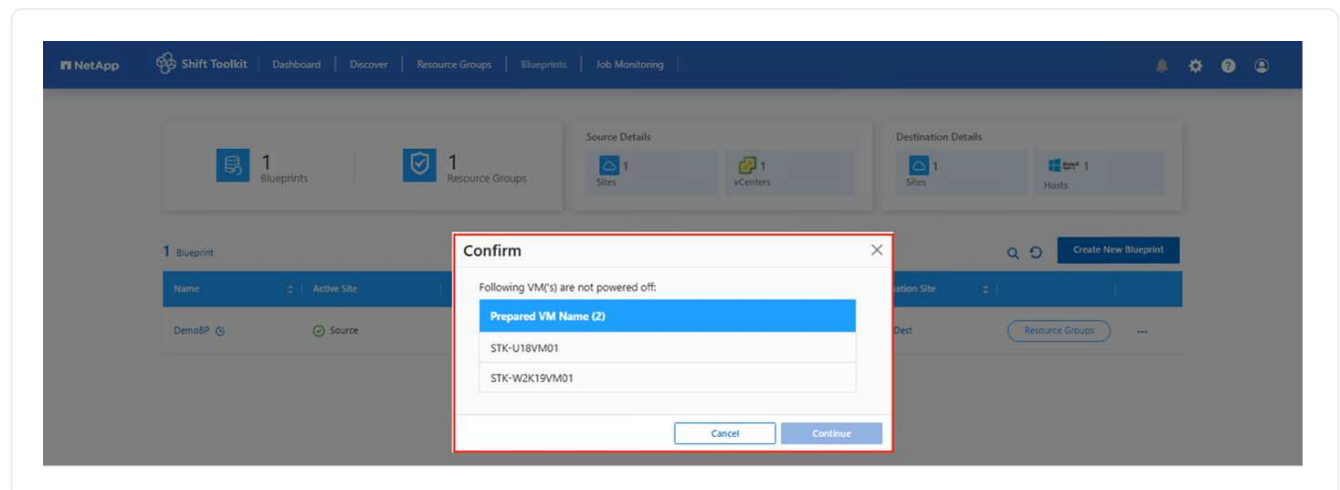 NetApp
Shift Toolkit
Dashboard
Discover
Resource Groups
Blueprints
Job Monitoring
1
Blueprints
1
Resource Groups
Source Details
1
Sites
1
vCenters
Destination Details
1
Sites
1
Hosts
1 Blueprint
Create New Blueprint
Name
Active Site
ation Site
DemoBP
Source
Dest
Resource Groups
Confirm
Following VM('s) are not powered off:
Prepared VM Name (2)
STK-U18VM01
STK-W2K19VM01
Cancel
Continue